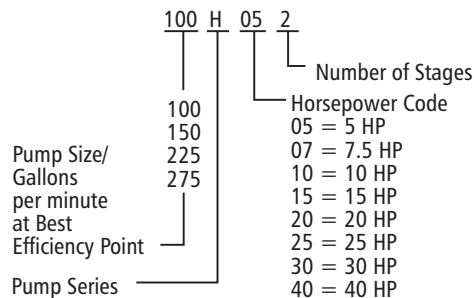 100 H 05 2
Number of Stages
Horsepower Code
05 = 5 HP
07 = 7.5 HP
10 = 10 HP
15 = 15 HP
20 = 20 HP
25 = 25 HP
30 = 30 HP
40 = 40 HP
100
150
225
275
Pump Size/
Gallons
per minute
at Best
Efficiency Point
Pump Series